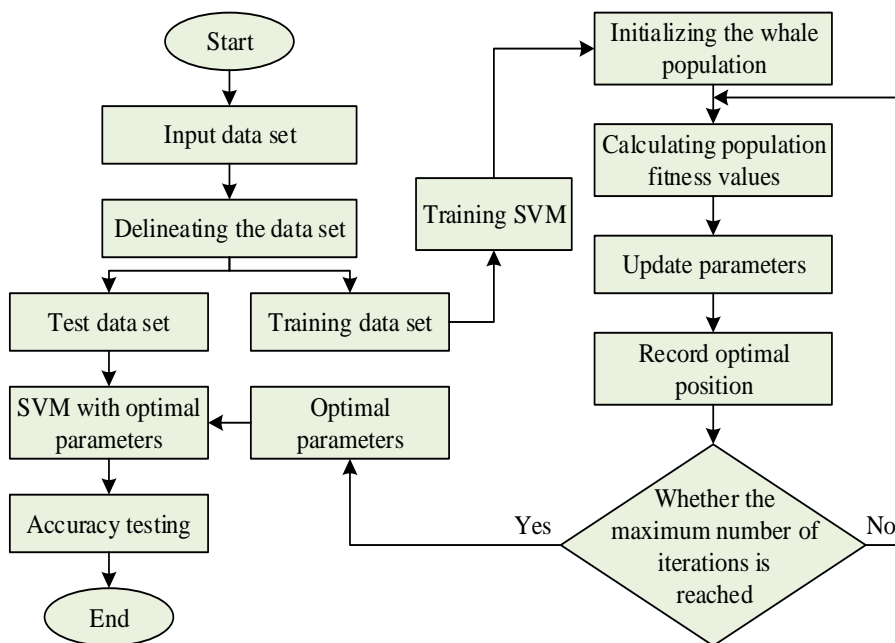 Start
Input data set
Delineating the data set
Test data set
Training data set
SVM with optimal
parameters
Optimal
parameters
Accuracy testing
End
Training SVM
Initializing the whale
population
Calculating population
fitness values
Update parameters
Record optimal
position
Whether the
maximum number of
iterations is
reached
Yes
No